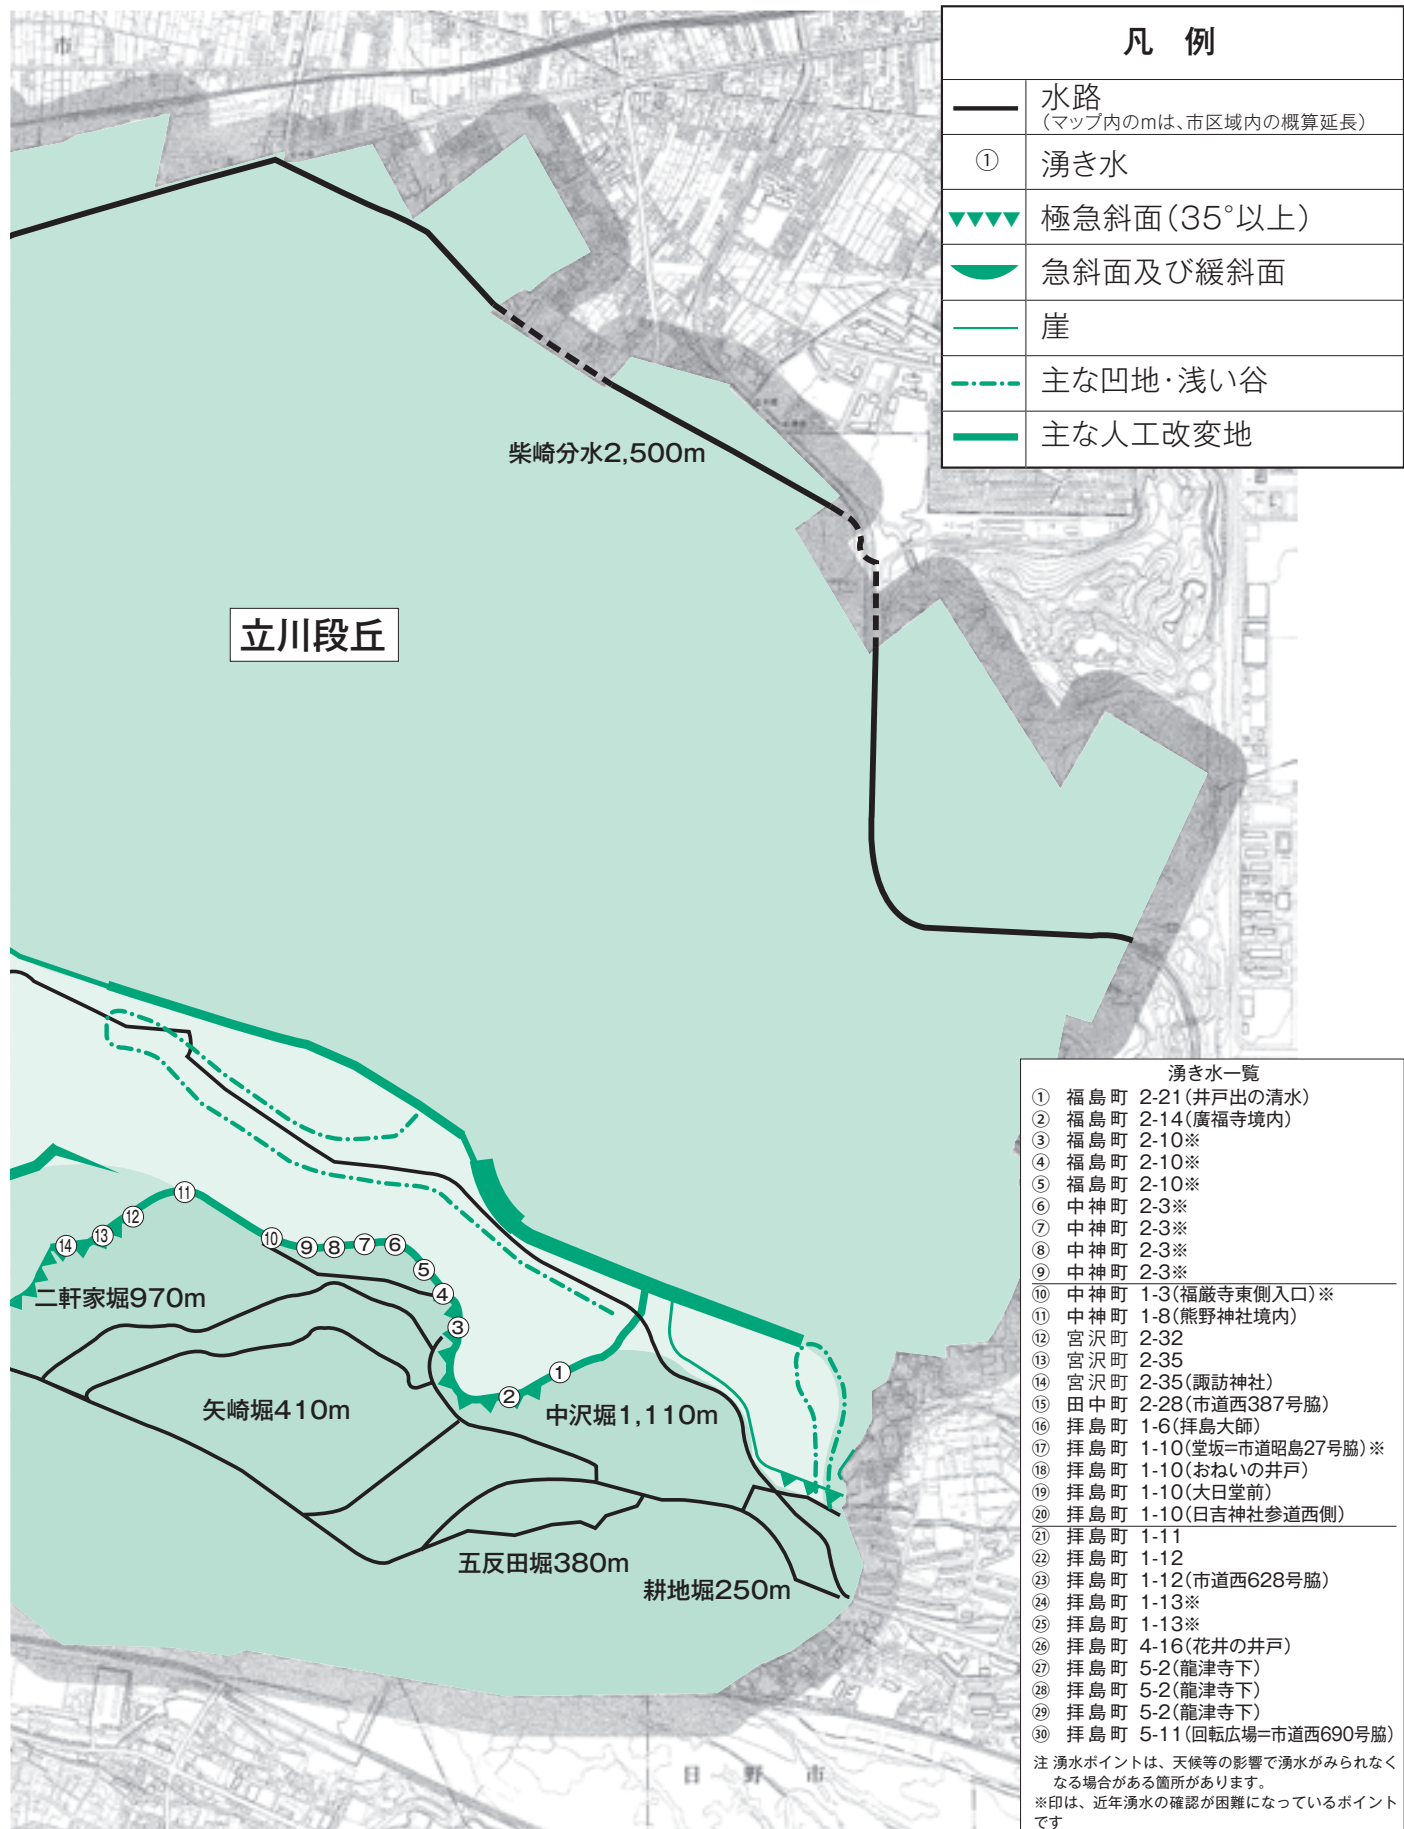 凡 例
水路
(マップ内のmは、市区域内の概算延長)
① 湧き水
極急斜面(35°以上)
急斜面及び緩斜面
崖
主な凹地・浅い谷
主な人工改変地
市
柴崎分水2,500m
立川段丘
⑪
⑫
⑬
⑭
⑩
⑨
⑧
⑦
⑥
⑤
④
③
②
①
二軒家堀970m
矢崎堀410m
中沢堀1,110m
五反田堀380m
耕地堀250m
日 野 市
湧き水一覧
① 福島町 2-21(井戸出の清水)
② 福島町 2-14(廣福寺境内)
③ 福島町 2-10※
④ 福島町 2-10※
⑤ 福島町 2-10※
⑥ 中神町 2-3※
⑦ 中神町 2-3※
⑧ 中神町 2-3※
⑨ 中神町 2-3※
⑩ 中神町 1-3(福厳寺東側入口)※
⑪ 中神町 1-8(熊野神社境内)
⑫ 宮沢町 2-32
⑬ 宮沢町 2-35
⑭ 宮沢町 2-35(諏訪神社)
⑮ 田中町 2-28(市道西387号脇)
⑯ 拝島町 1-6(拝島大師)
⑰ 拝島町 1-10(堂坂=市道昭島27号脇)※
⑱ 拝島町 1-10(おねいの井戸)
⑲ 拝島町 1-10(大日堂前)
⑳ 拝島町 1-10(日吉神社参道西側)
㉑ 拝島町 1-11
㉒ 拝島町 1-12
㉓ 拝島町 1-12(市道西628号脇)
㉔ 拝島町 1-13※
㉕ 拝島町 1-13※
㉖ 拝島町 4-16(花井の井戸)
㉗ 拝島町 5-2(龍津寺下)
㉘ 拝島町 5-2(龍津寺下)
㉙ 拝島町 5-2(龍津寺下)
㉚ 拝島町 5-11(回転広場=市道西690号脇)
注 湧水ポイントは、天候等の影響で湧水がみられなく
なる場合がある箇所があります。
※印は、近年湧水の確認が困難になっているポイント
です